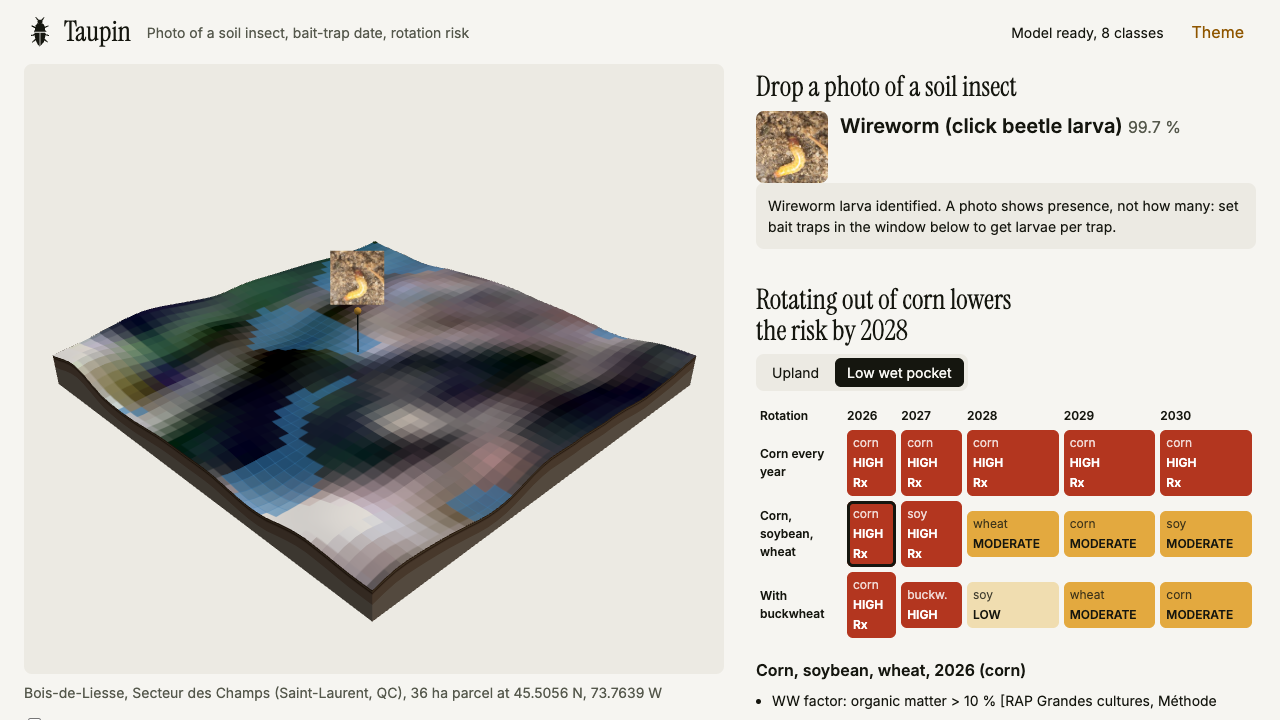 Taupin
Photo of a soil insect, bait-trap date, rotation risk
Model ready, 8 classes
Theme
Drop a photo of a soil insect
Wireworm (click beetle larva) 99.7 %
Wireworm larva identified. A photo shows presence, not how many: set
bait traps in the window below to get larvae per trap.
Rotating out of corn lowers
the risk by 2028
Upland
Low wet pocket
Rotation 2026 2027 2028 2029 2030
Corn every
year
corn
HIGH
Rx
corn
HIGH
Rx
corn
HIGH
Rx
corn
HIGH
Rx
corn
HIGH
Rx
Corn,
soybean,
wheat
corn
HIGH
Rx
soy
HIGH
Rx
wheat
MODERATE
corn
MODERATE
soy
MODERATE
With
buckwheat
corn
HIGH
Rx
buckw.
HIGH
soy
LOW
wheat
MODERATE
corn
MODERATE
Corn, soybean, wheat, 2026 (corn)
• WW factor: organic matter > 10 % [RAP Grandes cultures, Méthode
Bois-de-Liesse, Secteur des Champs (Saint-Laurent, QC), 36 ha parcel at 45.5056 N, 73.7639 W